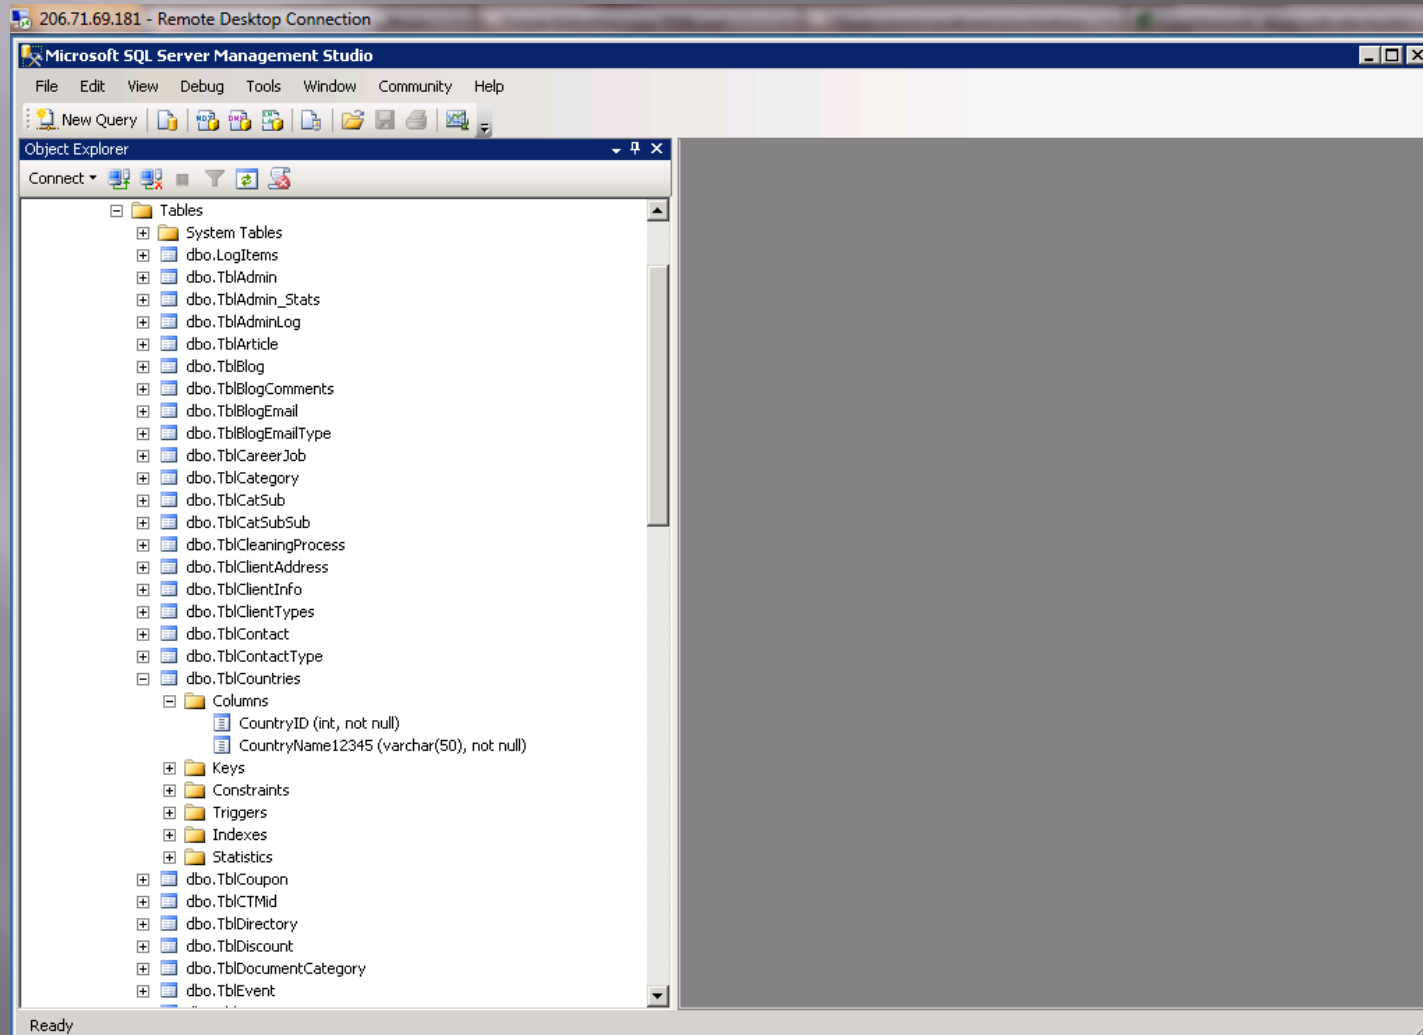 206.71.69.181 - Remote Desktop Connection
Microsoft SQL Server Management Studio
File Edit View Debug Tools Window Community Help
New Query
Object Explorer
Connect
Tables
System Tables
dbo.LogItems
dbo.TblAdmin
dbo.TblAdmin_Stats
dbo.TblAdminLog
dbo.TblArticle
dbo.TblBlog
dbo.TblBlogComments
dbo.TblBlogEmail
dbo.TblBlogEmailType
dbo.TblCareerJob
dbo.TblCategory
dbo.TblCatSub
dbo.TblCatSubSub
dbo.TblCleaningProcess
dbo.TblClientAddress
dbo.TblClientInfo
dbo.TblClientTypes
dbo.TblContact
dbo.TblContactType
dbo.TblCountries
Columns
CountryID (int, not null)
CountryName12345 (varchar(50), not null)
Keys
Constraints
Triggers
Indexes
Statistics
dbo.TblCoupon
dbo.TblCTMid
dbo.TblDirectory
dbo.TblDiscount
dbo.TblDocumentCategory
dbo.TblEvent
Ready